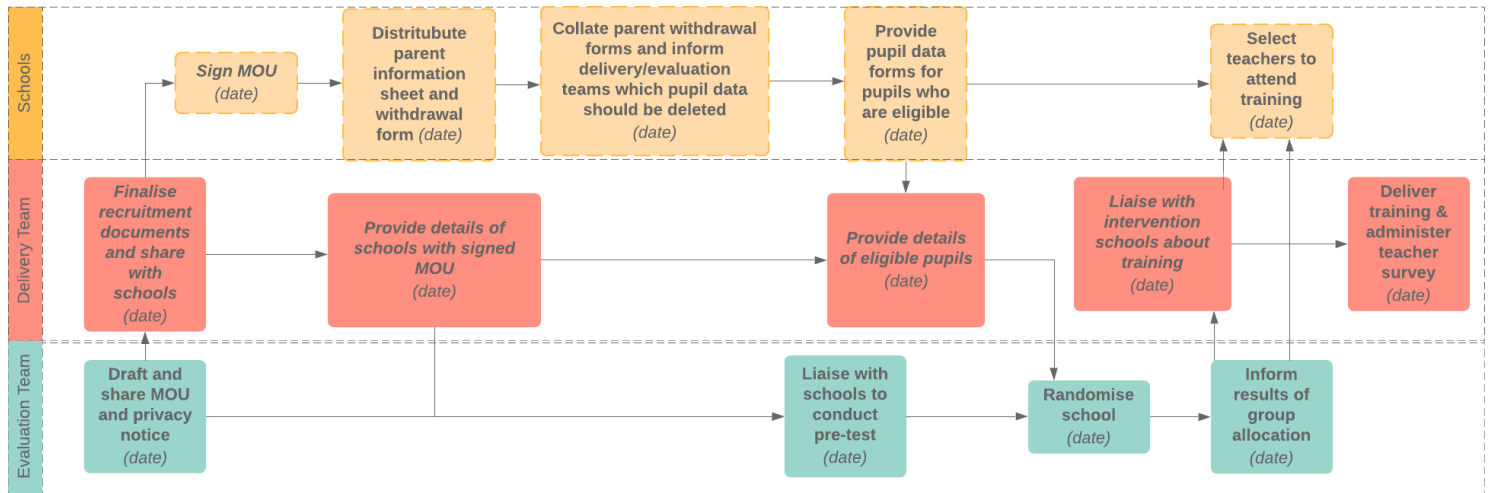 Schools
Sign MOU
(date)
Distritubute
parent
information
sheet and
withdrawal
form (date)
Collate parent withdrawal
forms and inform
delivery/evaluation
teams which pupil data
should be deleted
(date)
Provide
pupil data
forms for
pupils who
are eligible
(date)
Select
teachers to
attend
training
(date)
Delivery Team
Finalise
recruitment
documents
and share
with
schools
(date)
Provide details of
schools with signed
MOU
(date)
Provide details
of eligible pupils
(date)
Liaise with
intervention
schools about
training
(date)
Deliver
training &
administer
teacher
survey
(date)
Evaluation Team
Draft and
share MOU
and privacy
notice
(date)
Liaise with
schools to
conduct
pre-test
(date)
Randomise
school
(date)
Inform
results of
group
allocation
(date)